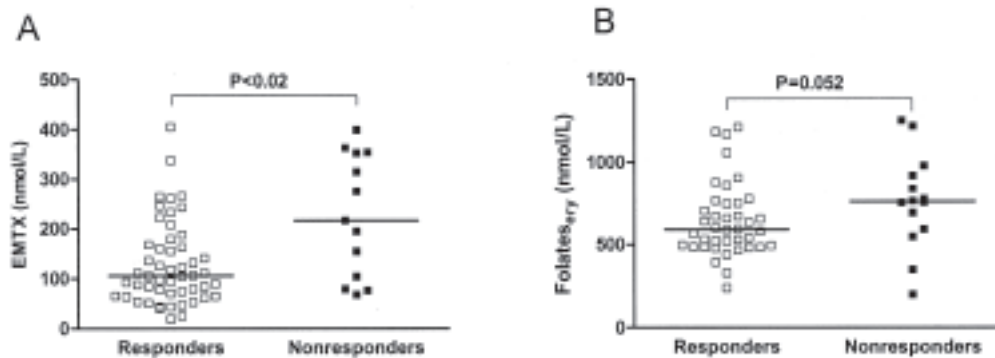 A
P<0.02
500
400
300
200
100
0
EMTX (nmol/L)
Responders Nonresponders
B
P=0.052
1500
1000
500
0
Folates_ery (nmol/L)
Responders Nonresponders